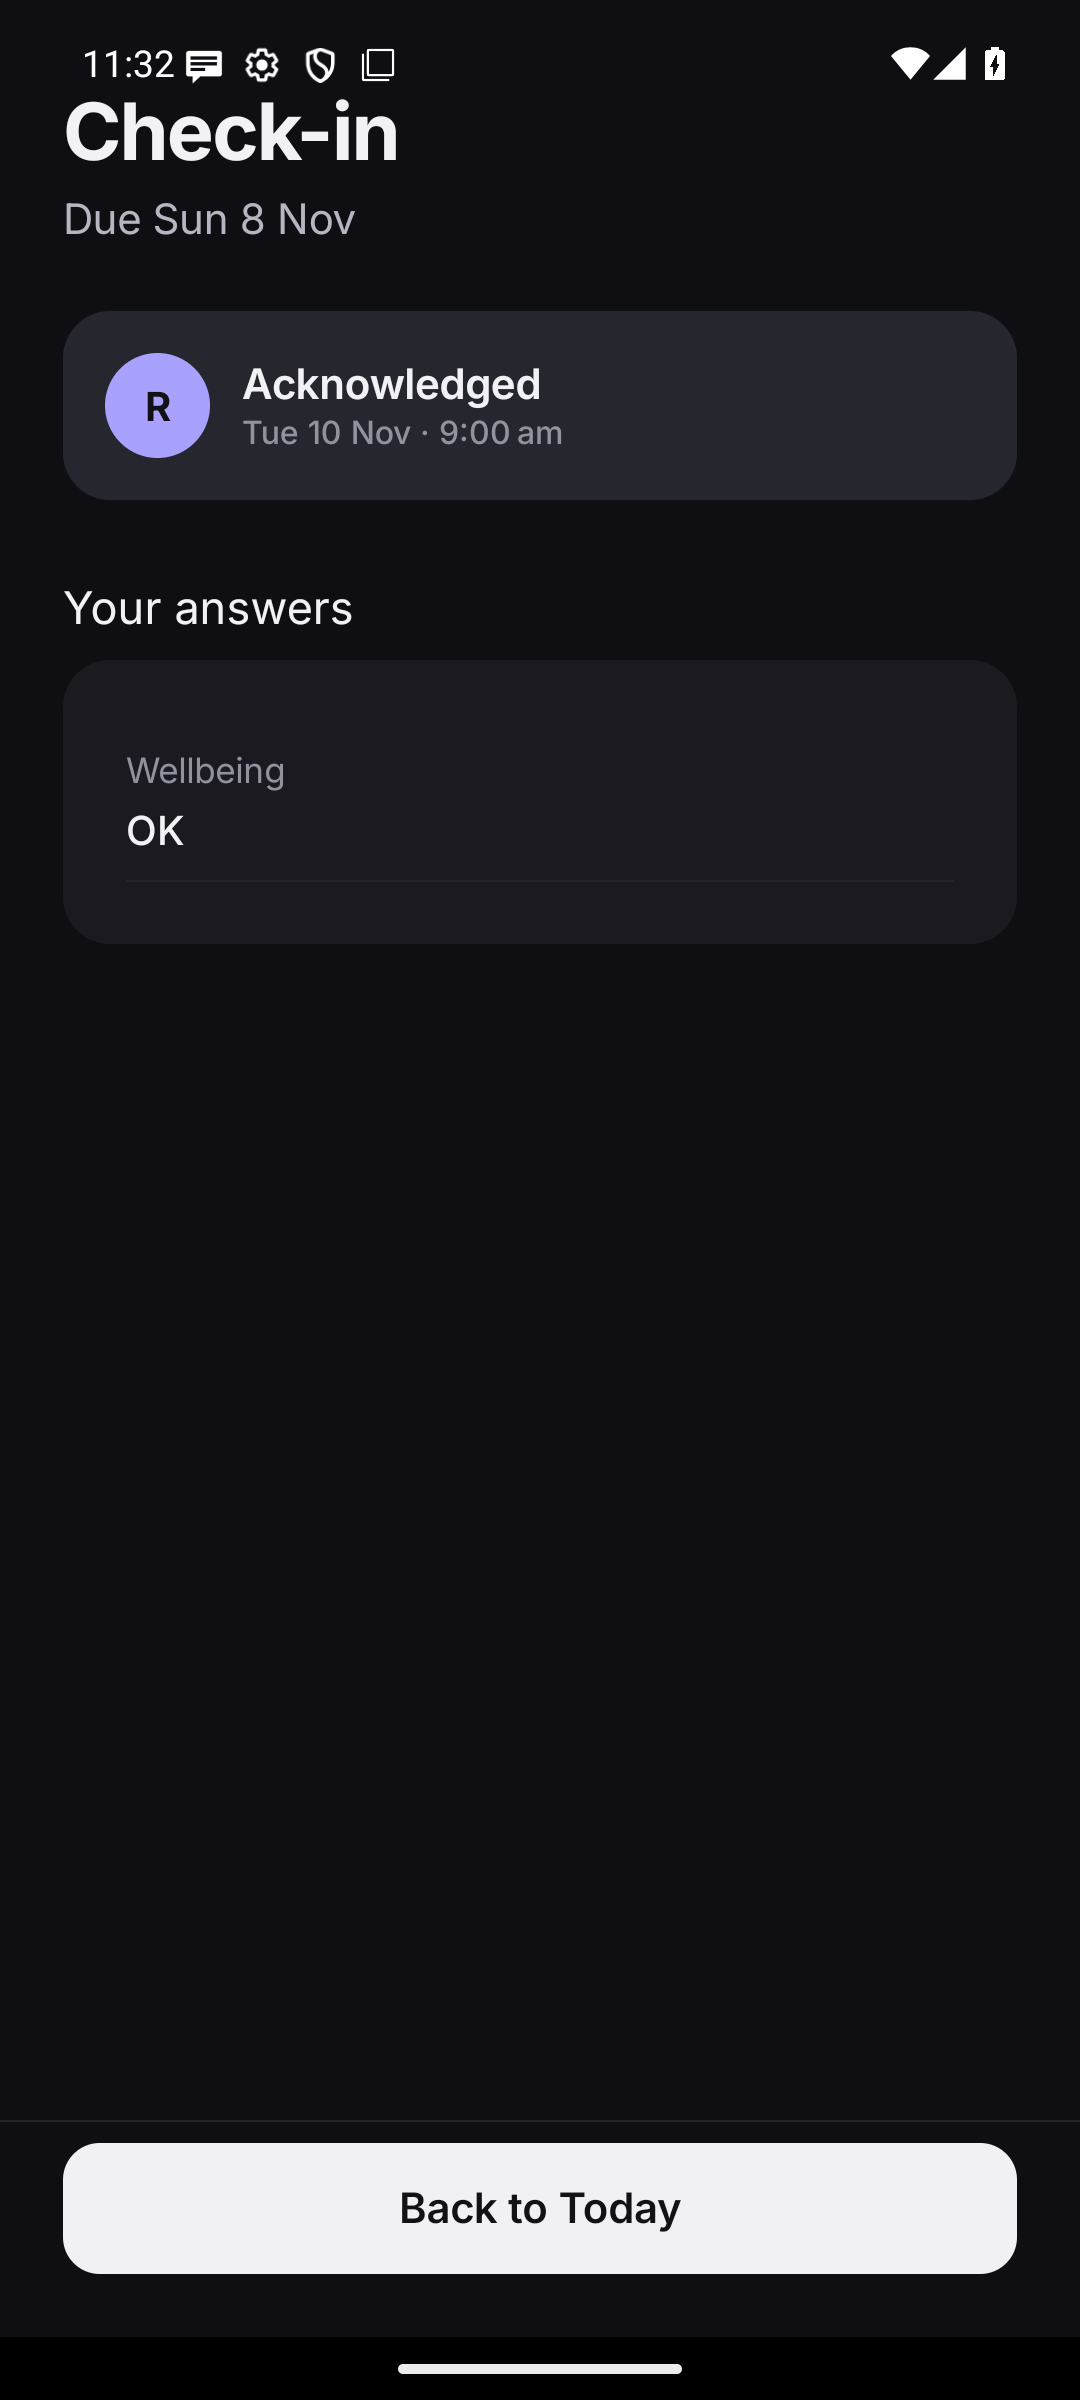 11:32
Check-in
Due Sun 8 Nov
R
Acknowledged
Tue 10 Nov · 9:00 am
Your answers
Wellbeing
OK
Back to Today